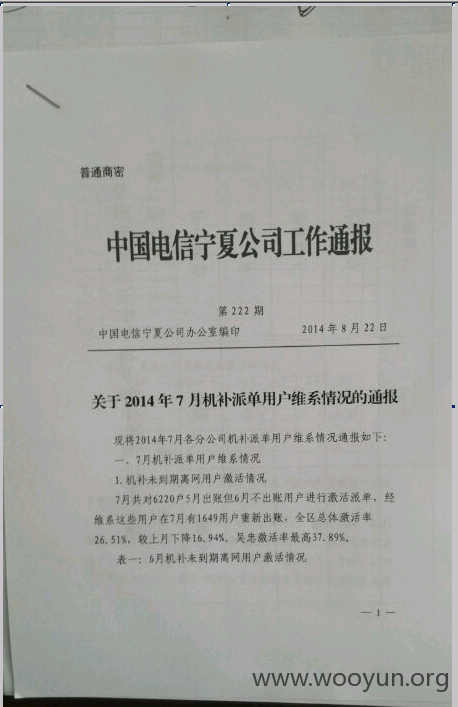 普通商密
中国电信宁夏公司工作通报
第 222 期
中国电信宁夏公司办公室编印 2014 年 8 月 22 日
关于 2014 年 7 月机补派单用户维系情况的通报
现将2014年7月各分公司机补派单用户维系情况通报如下:
一、7月机补派单用户维系情况
1.机补未到期离网用户激活情况
7月共对6220户5月出账但6月不出账用户进行激活派单，经
维系这些用户在7月有1649用户重新出账，全区总体激活率
26.51%，较上月下降16.94%。吴忠激活率最高37.89%。
表一：6月机补未到期离网用户激活情况
— 1 —
www.wooyun.org